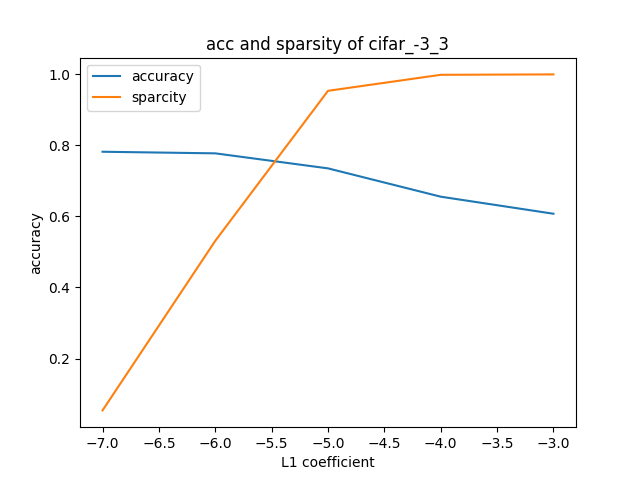 acc and sparsity of cifar_-3_3
accuracy
sparcity
1.0
0.8
0.6
0.4
0.2
accuracy
−7.0 −6.5 −6.0 −5.5 −5.0 −4.5 −4.0 −3.5 −3.0
L1 coefficient